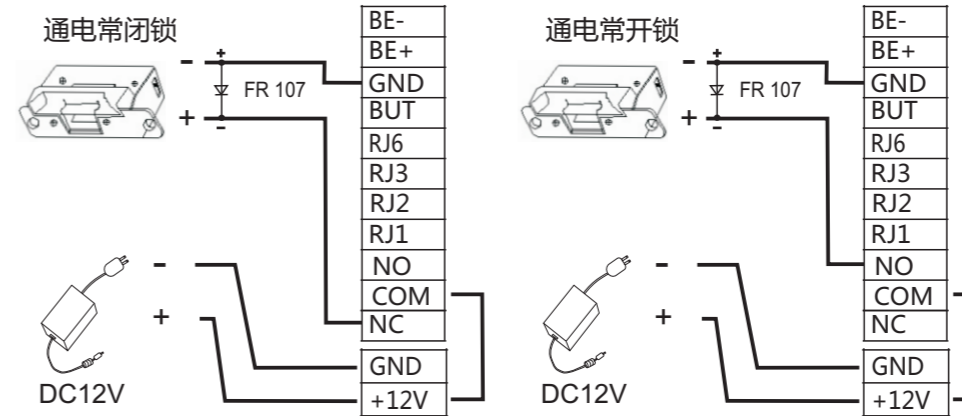 通电常闭锁
-
+
+
-
FR 107
BE-
BE+
GND
BUT
RJ6
RJ3
RJ2
RJ1
NO
COM
NC
GND
+12V
-
+
DC12V
通电常开锁
-
+
+
-
FR 107
BE-
BE+
GND
BUT
RJ6
RJ3
RJ2
RJ1
NO
COM
NC
GND
+12V
-
+
DC12V